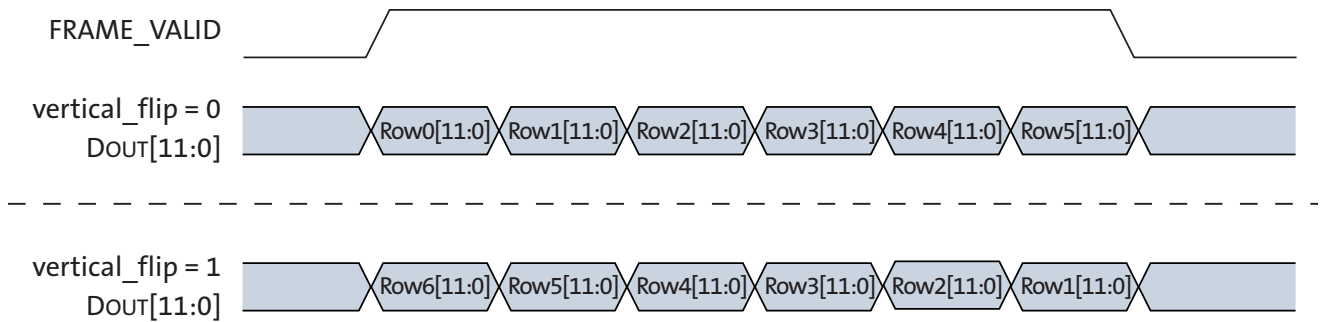 FRAME_VALID
vertical_flip = 0
DOUT[11:0]
Row0[11:0] Row1[11:0] Row2[11:0] Row3[11:0] Row4[11:0] Row5[11:0]
vertical_flip = 1
DOUT[11:0]
Row6[11:0] Row5[11:0] Row4[11:0] Row3[11:0] Row2[11:0] Row1[11:0]